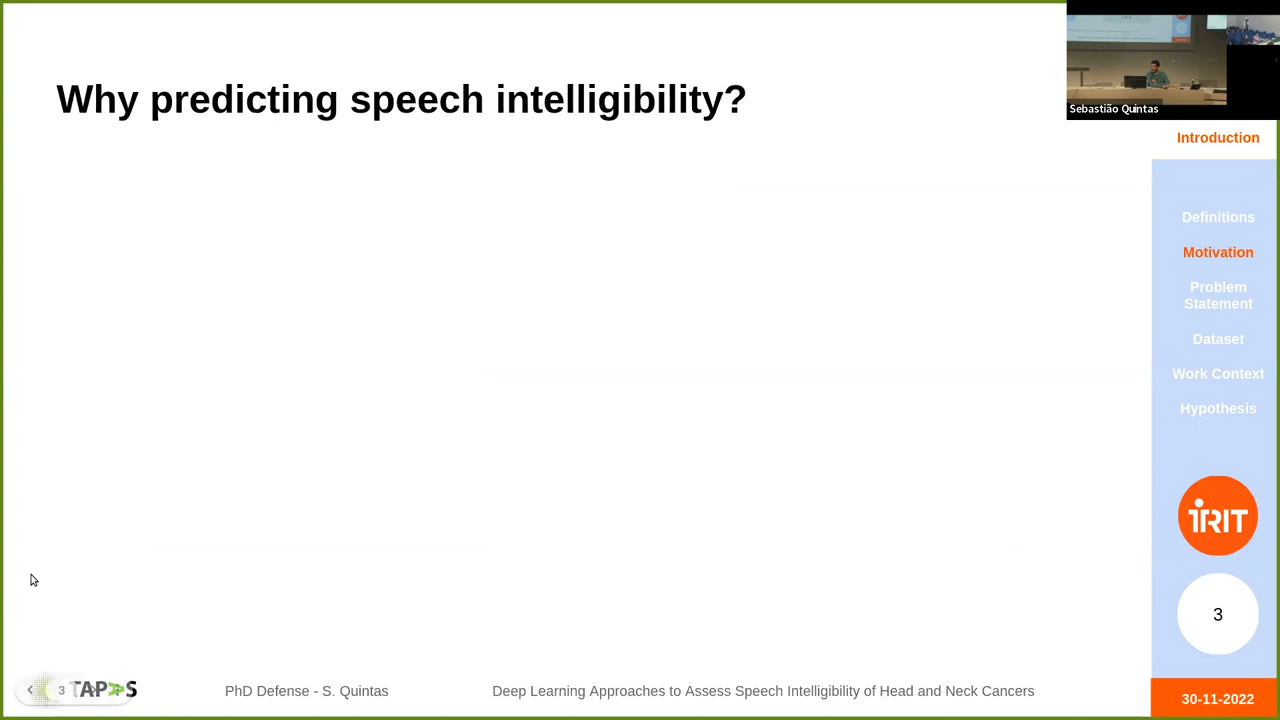 Why predicting speech intelligibility?
Sebastião Quintas
Introduction
Definitions
Motivation
Problem
Statement
Dataset
Work Context
Hypothesis
iRIT
3
3
TAPAS
PhD Defense - S. Quintas
Deep Learning Approaches to Assess Speech Intelligibility of Head and Neck Cancers
30-11-2022